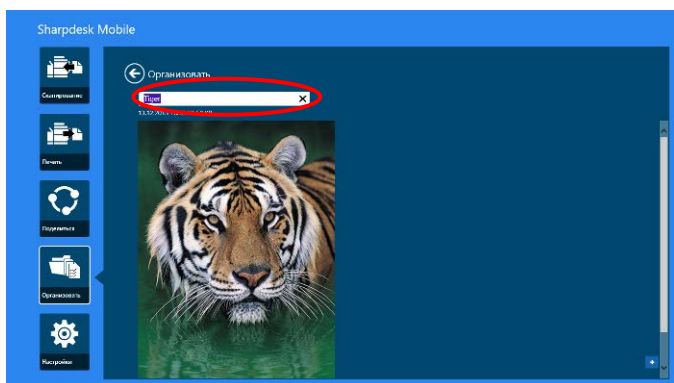 Sharpdesk Mobile
Сканирование
Организовать
Tiger
Печать
Поделиться
Организовать
Настройки